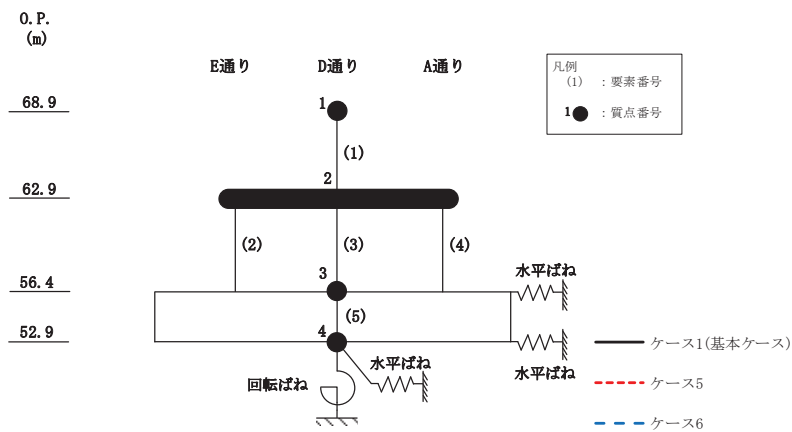 O.P.
(m)
E通り
D通り
A通り
凡例
(1) ：要素番号
1 ：質点番号
68.9
1
(1)
2
62.9
(2)
(3)
(4)
3
水平ばね
56.4
(5)
52.9
4
水平ばね
水平ばね
回転ばね
ケース1(基本ケース)
ケース5
ケース6